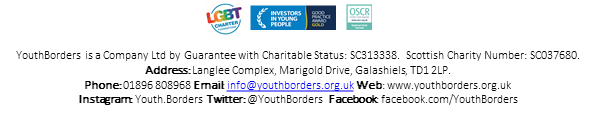 LGBT
CHARTER
INVESTORS
IN YOUNG
PEOPLE
GOOD
PRACTICE
AWARD
GOLD
OSCR
YouthBorders is a Company Ltd by Guarantee with Charitable Status: SC313338. Scottish Charity Number: SC037680.
Address: Langlee Complex, Marigold Drive, Galashiels, TD1 2LP.
Phone: 01896 808968 Email: info@youthborders.org.uk Web: www.youthborders.org.uk
Instagram: Youth.Borders Twitter: @YouthBorders Facebook: facebook.com/YouthBorders